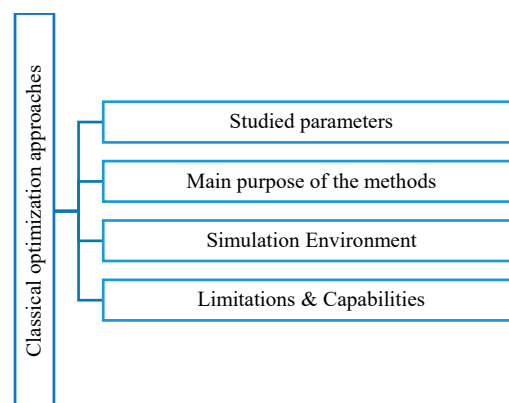 Classical optimization approaches
Studied parameters
Main purpose of the methods
Simulation Environment
Limitations & Capabilities